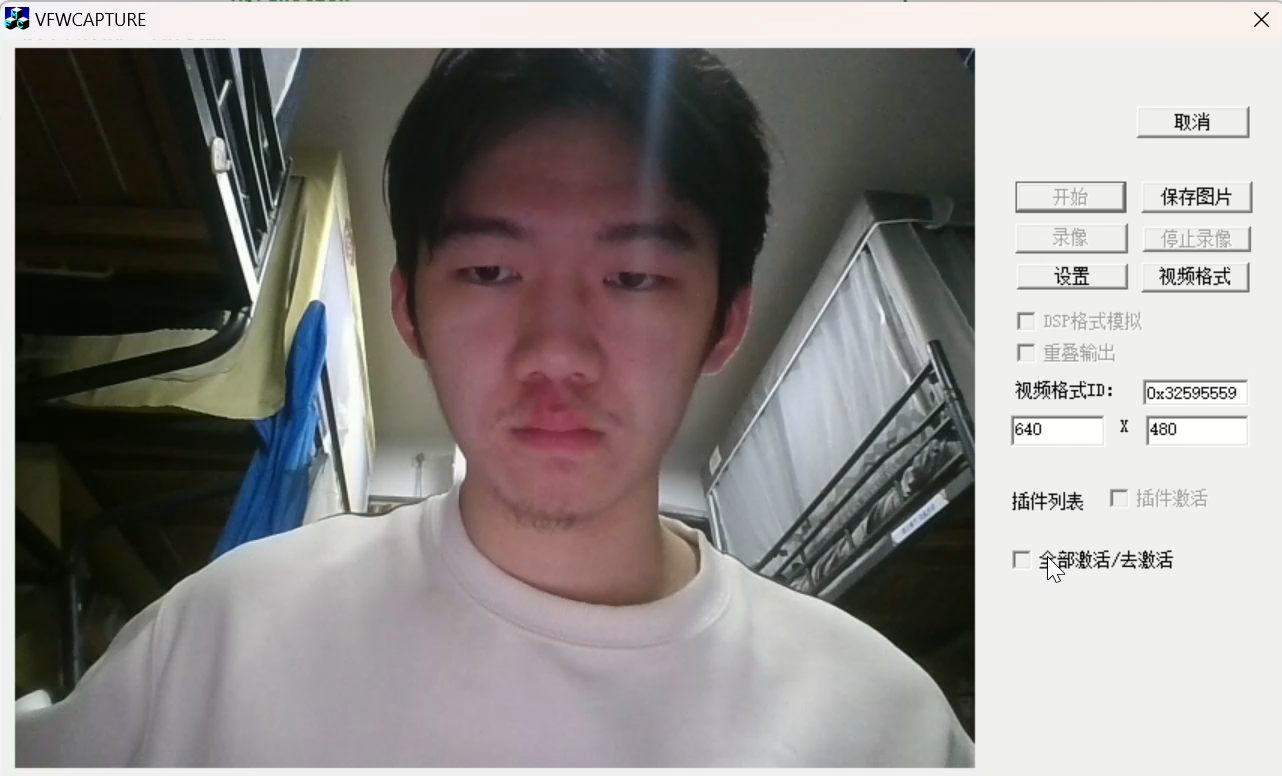 VFWCAPTURE
取消
开始
保存图片
录像
停止录像
设置
视频格式
DSP格式模拟
重叠输出
视频格式ID:
0x32595559
640
X
480
插件列表
插件激活
全部激活/去激活